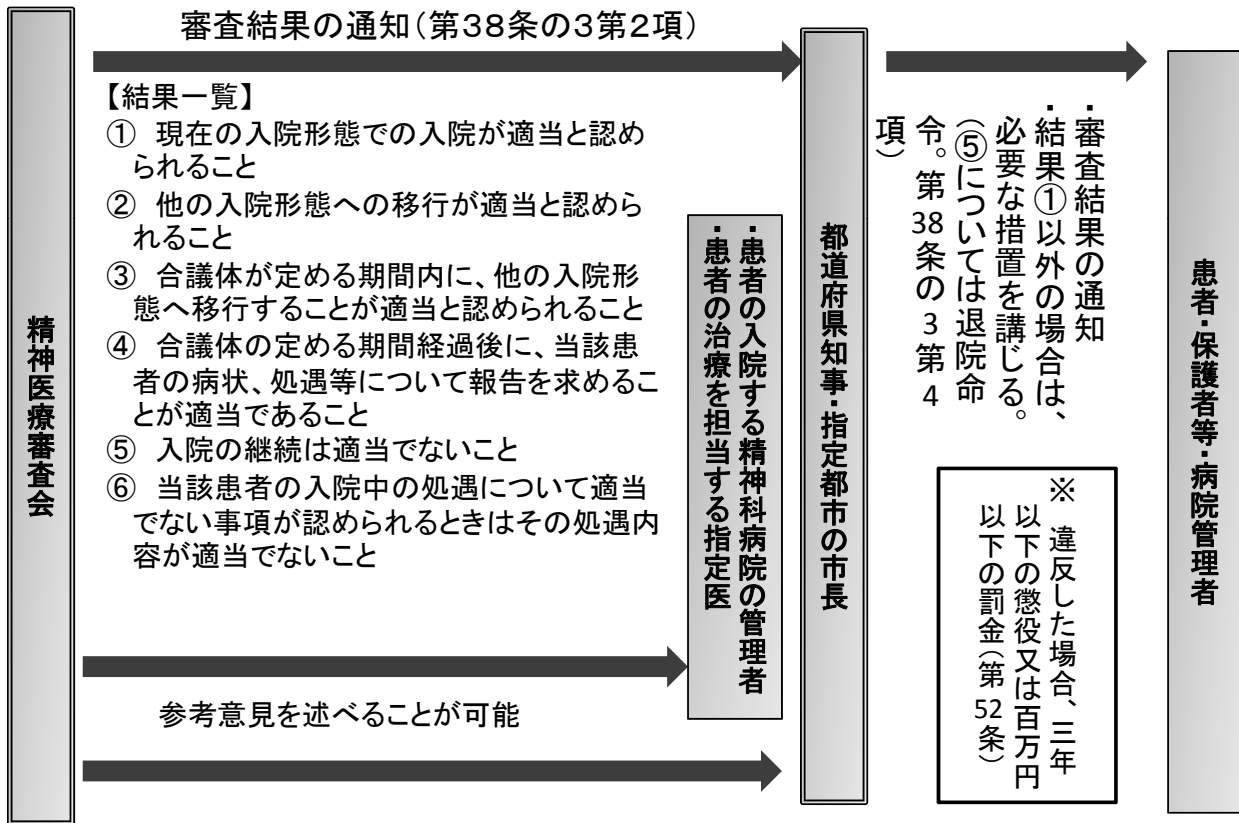 審査結果の通知(第38条の3第2項)
精神医療審査会
【結果一覧】
① 現在の入院形態での入院が適当と認め
られること
② 他の入院形態への移行が適当と認めら
れること
③ 合議体が定める期間内に、他の入院形
態へ移行することが適当と認められること
④ 合議体の定める期間経過後に、当該患
者の病状、処遇等について報告を求めるこ
とが適当であること
⑤ 入院の継続は適当でないこと
⑥ 当該患者の入院中の処遇について適当
でない事項が認められるときはその処遇内
容が適当でないこと
参考意見を述べることが可能
・患者の入院する精神科病院の管理者
・患者の治療を担当する指定医
都道府県知事・指定都市の市長
・審査結果の通知
・結果①以外の場合は、
必要な措置を講じる。
(⑤については退院命
令。第38条の3第4
項)
※ 違反した場合、三年
以下の懲役又は百万円
以下の罰金(第52条)
患者・保護者等・病院管理者